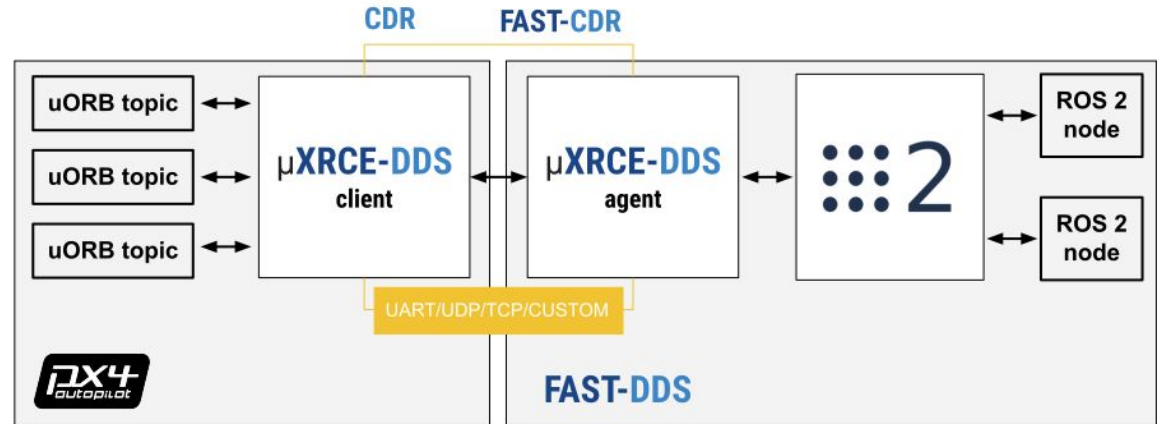 CDR
FAST-CDR
uORB topic
uORB topic
uORB topic
µXRCE-DDS
client
µXRCE-DDS
agent
2
ROS 2
node
ROS 2
node
UART/UDP/TCP/CUSTOM
px4
autopilot
FAST-DDS